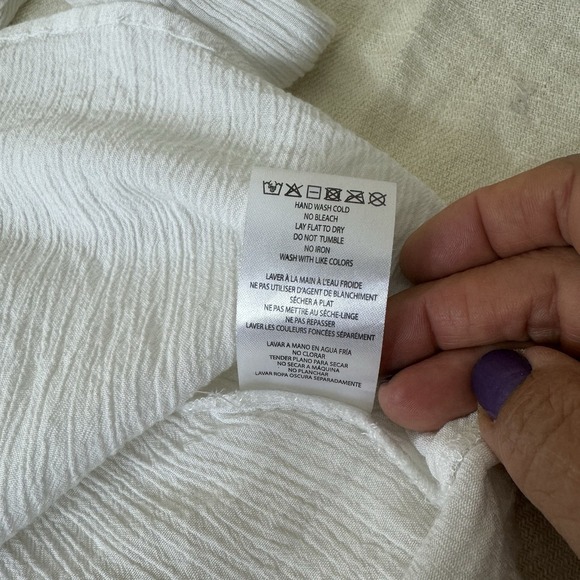 HAND WASH COLD
NO BLEACH
LAY FLAT TO DRY
DO NOT TUMBLE
NO IRON
WASH WITH LIKE COLORS
LAVER À LA MAIN À L'EAU FROIDE
NE PAS UTILISER D'AGENT DE BLANCHIMENT
SÉCHER A PLAT
NE PAS METTRE AU SÈCHE-LINGE
NE PAS REPASSER
LAVER LES COULEURS FONCÉES SÉPARÉMENT
LAVAR A MANO EN AGUA FRÍA
NO CLORAR
TENDER PLANO PARA SECAR
NO SECAR A MÁQUINA
NO PLANCHAR
LAVAR ROPA OSCURA SEPARADAMENTE